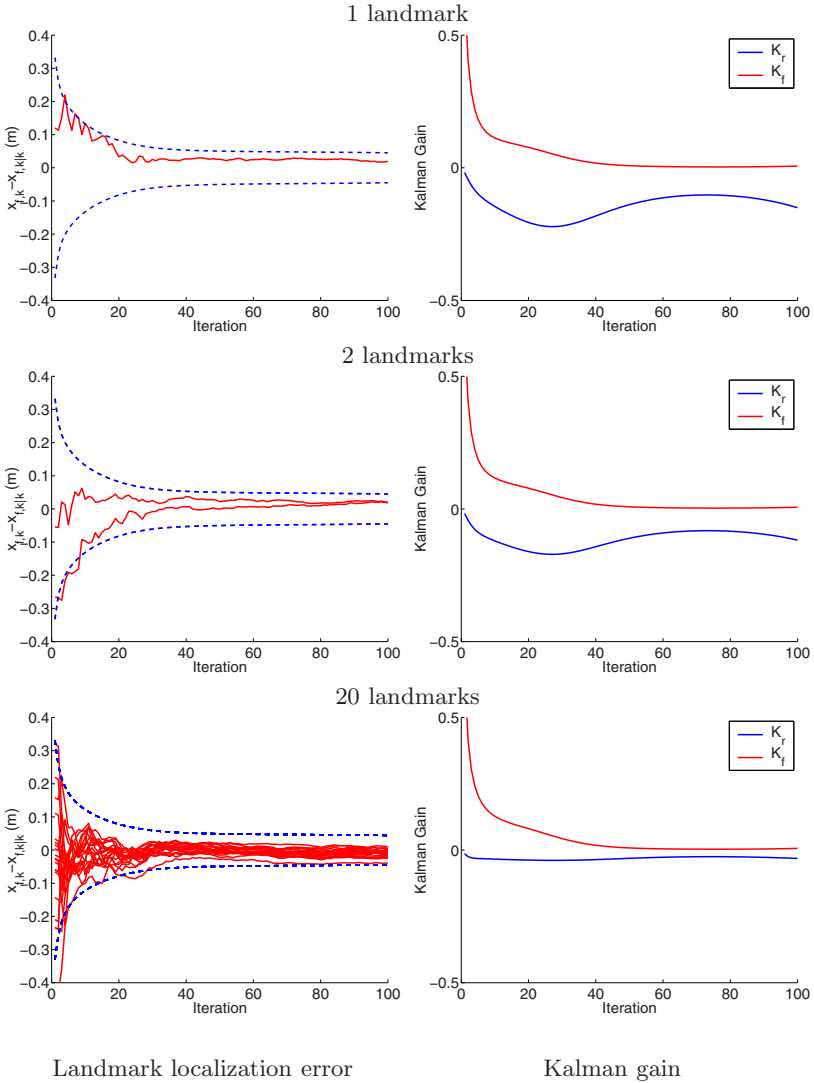 1 landmark
0.4
0.3
0.2
0.1
0
0.1
0.2
0.3
0.4
x_f,k−x_f,k|k (m)
0 20 40 60 80 100
Iteration
0.5
0
−0.5
Kalman Gain
K_r
K_f
0 20 40 60 80 100
Iteration
2 landmarks
0.4
0.3
0.2
0.1
0
0.1
0.2
0.3
0.4
x_f,k−x_f,k|k (m)
0 20 40 60 80 100
Iteration
0.5
0
−0.5
Kalman Gain
K_r
K_f
0 20 40 60 80 100
Iteration
20 landmarks
0.4
0.3
0.2
0.1
0
0.1
0.2
0.3
0.4
x_f,k−x_f,k|k (m)
0 20 40 60 80 100
Iteration
0.5
0
−0.5
Kalman Gain
K_r
K_f
0 20 40 60 80 100
Iteration
Landmark localization error
Kalman gain